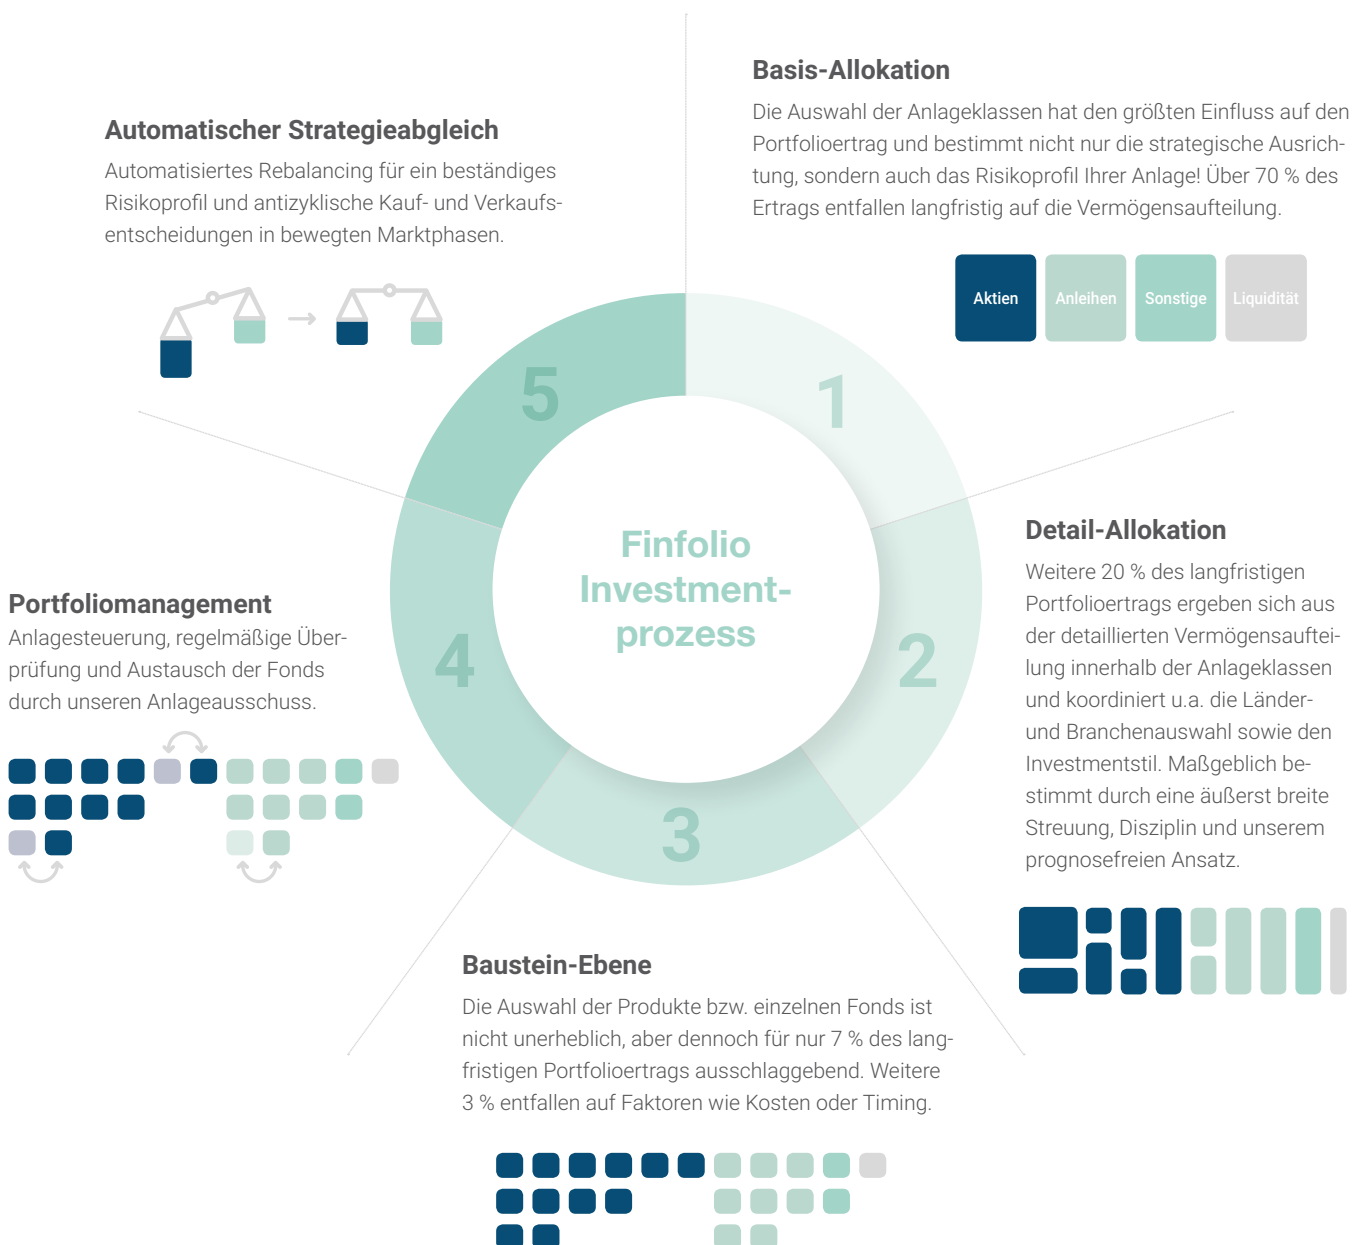 Basis-Allokation
Die Auswahl der Anlageklassen hat den größten Einfluss auf den
Portfolioertrag und bestimmt nicht nur die strategische Ausrich-
tung, sondern auch das Risikoprofil Ihrer Anlage! Über 70 % des
Ertrags entfallen langfristig auf die Vermögensaufteilung.
Aktien
Anleihen
Sonstige
Liquidität
1
Detail-Allokation
Weitere 20 % des langfristigen
Portfolioertrags ergeben sich aus
der detaillierten Vermögensauftei-
lung innerhalb der Anlageklassen
und koordiniert u.a. die Länder-
und Branchenauswahl sowie den
Investmentstil. Maßgeblich be-
stimmt durch eine äußerst breite
Streuung, Disziplin und unserem
prognosefreien Ansatz.
2
Baustein-Ebene
Die Auswahl der Produkte bzw. einzelnen Fonds ist
nicht unerheblich, aber dennoch für nur 7 % des lang-
fristigen Portfolioertrags ausschlaggebend. Weitere
3 % entfallen auf Faktoren wie Kosten oder Timing.
3
Portfoliomanagement
Anlagesteuerung, regelmäßige Über-
prüfung und Austausch der Fonds
durch unseren Anlageausschuss.
4
Automatischer Strategieabgleich
Automatisiertes Rebalancing für ein beständiges
Risikoprofil und antizyklische Kauf- und Verkaufs-
entscheidungen in bewegten Marktphasen.
5
Finfolio
Investment-
prozess